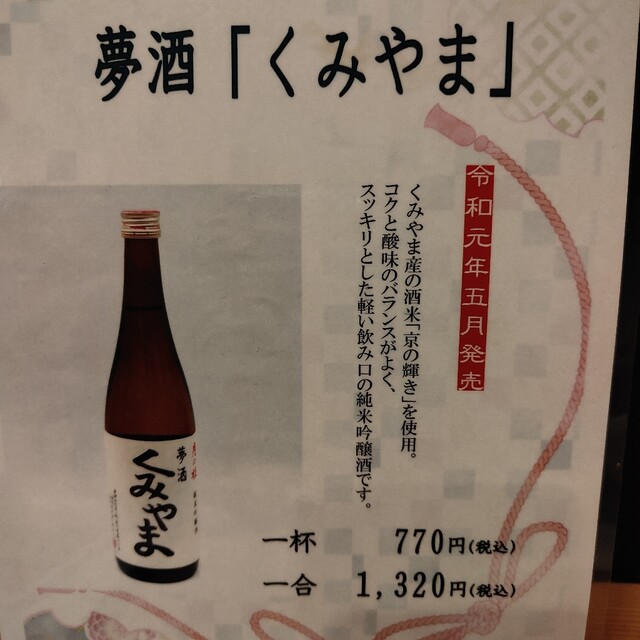 夢酒「くみやま」
令和元年五月発売
くみやま産の酒米「京の輝き」を使用。
コクと酸味のバランスがよく、
スッキリとした軽い飲み口の純米吟醸酒です。
夢酒
くみやま
一杯 770円(税込)
一合 1,320円(税込)